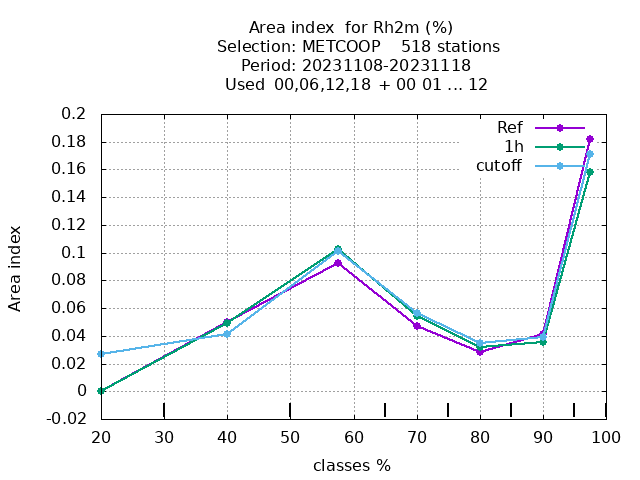 Area index for Rh2m (%)
Selection: METCOOP 518 stations
Period: 20231108-20231118
Used 00,06,12,18 + 00 01 ... 12
0.2
0.18
0.16
0.14
0.12
0.1
0.08
0.06
0.04
0.02
0
-0.02
Area index
Ref
1h
cutoff
20 30 40 50 60 70 80 90 100
classes %